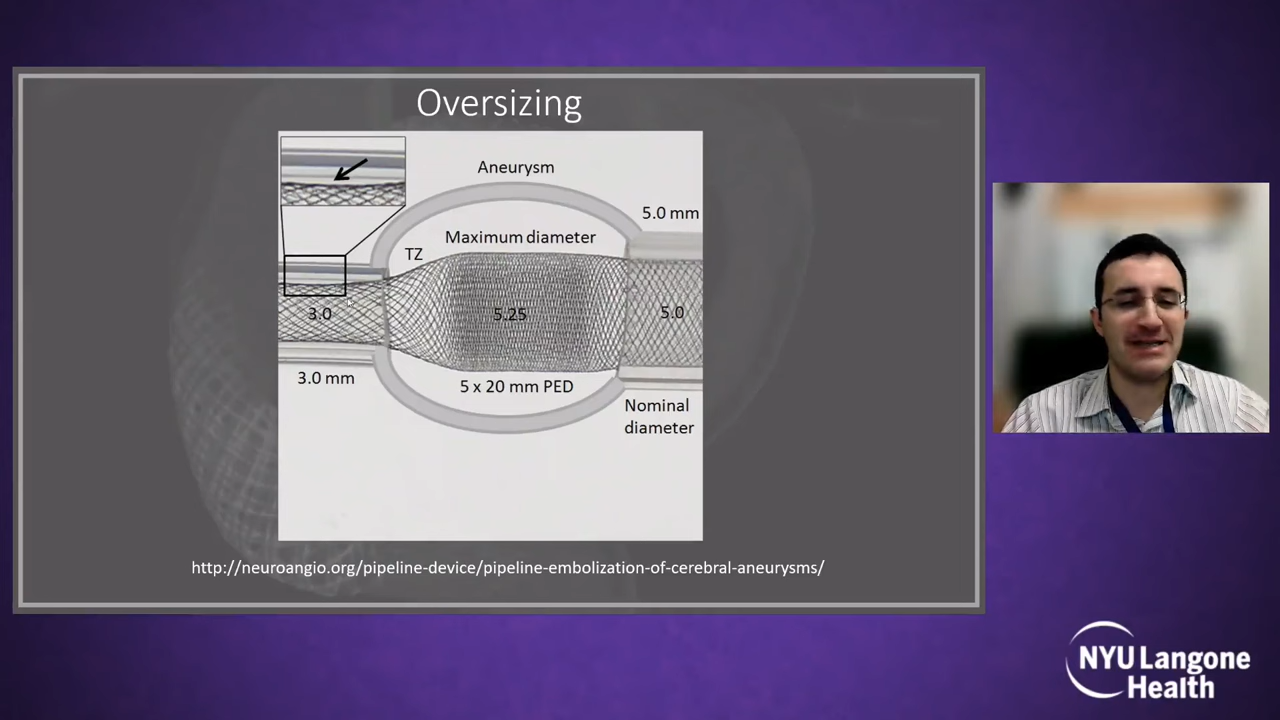 Oversizing
Aneurysm
5.0 mm
Maximum diameter
TZ
3.0
5.25
5.0
3.0 mm
5 x 20 mm PED
Nominal
diameter
http://neuroangio.org/pipeline-device/pipeline-embolization-of-cerebral-aneurysms/
NYU Langone
Health